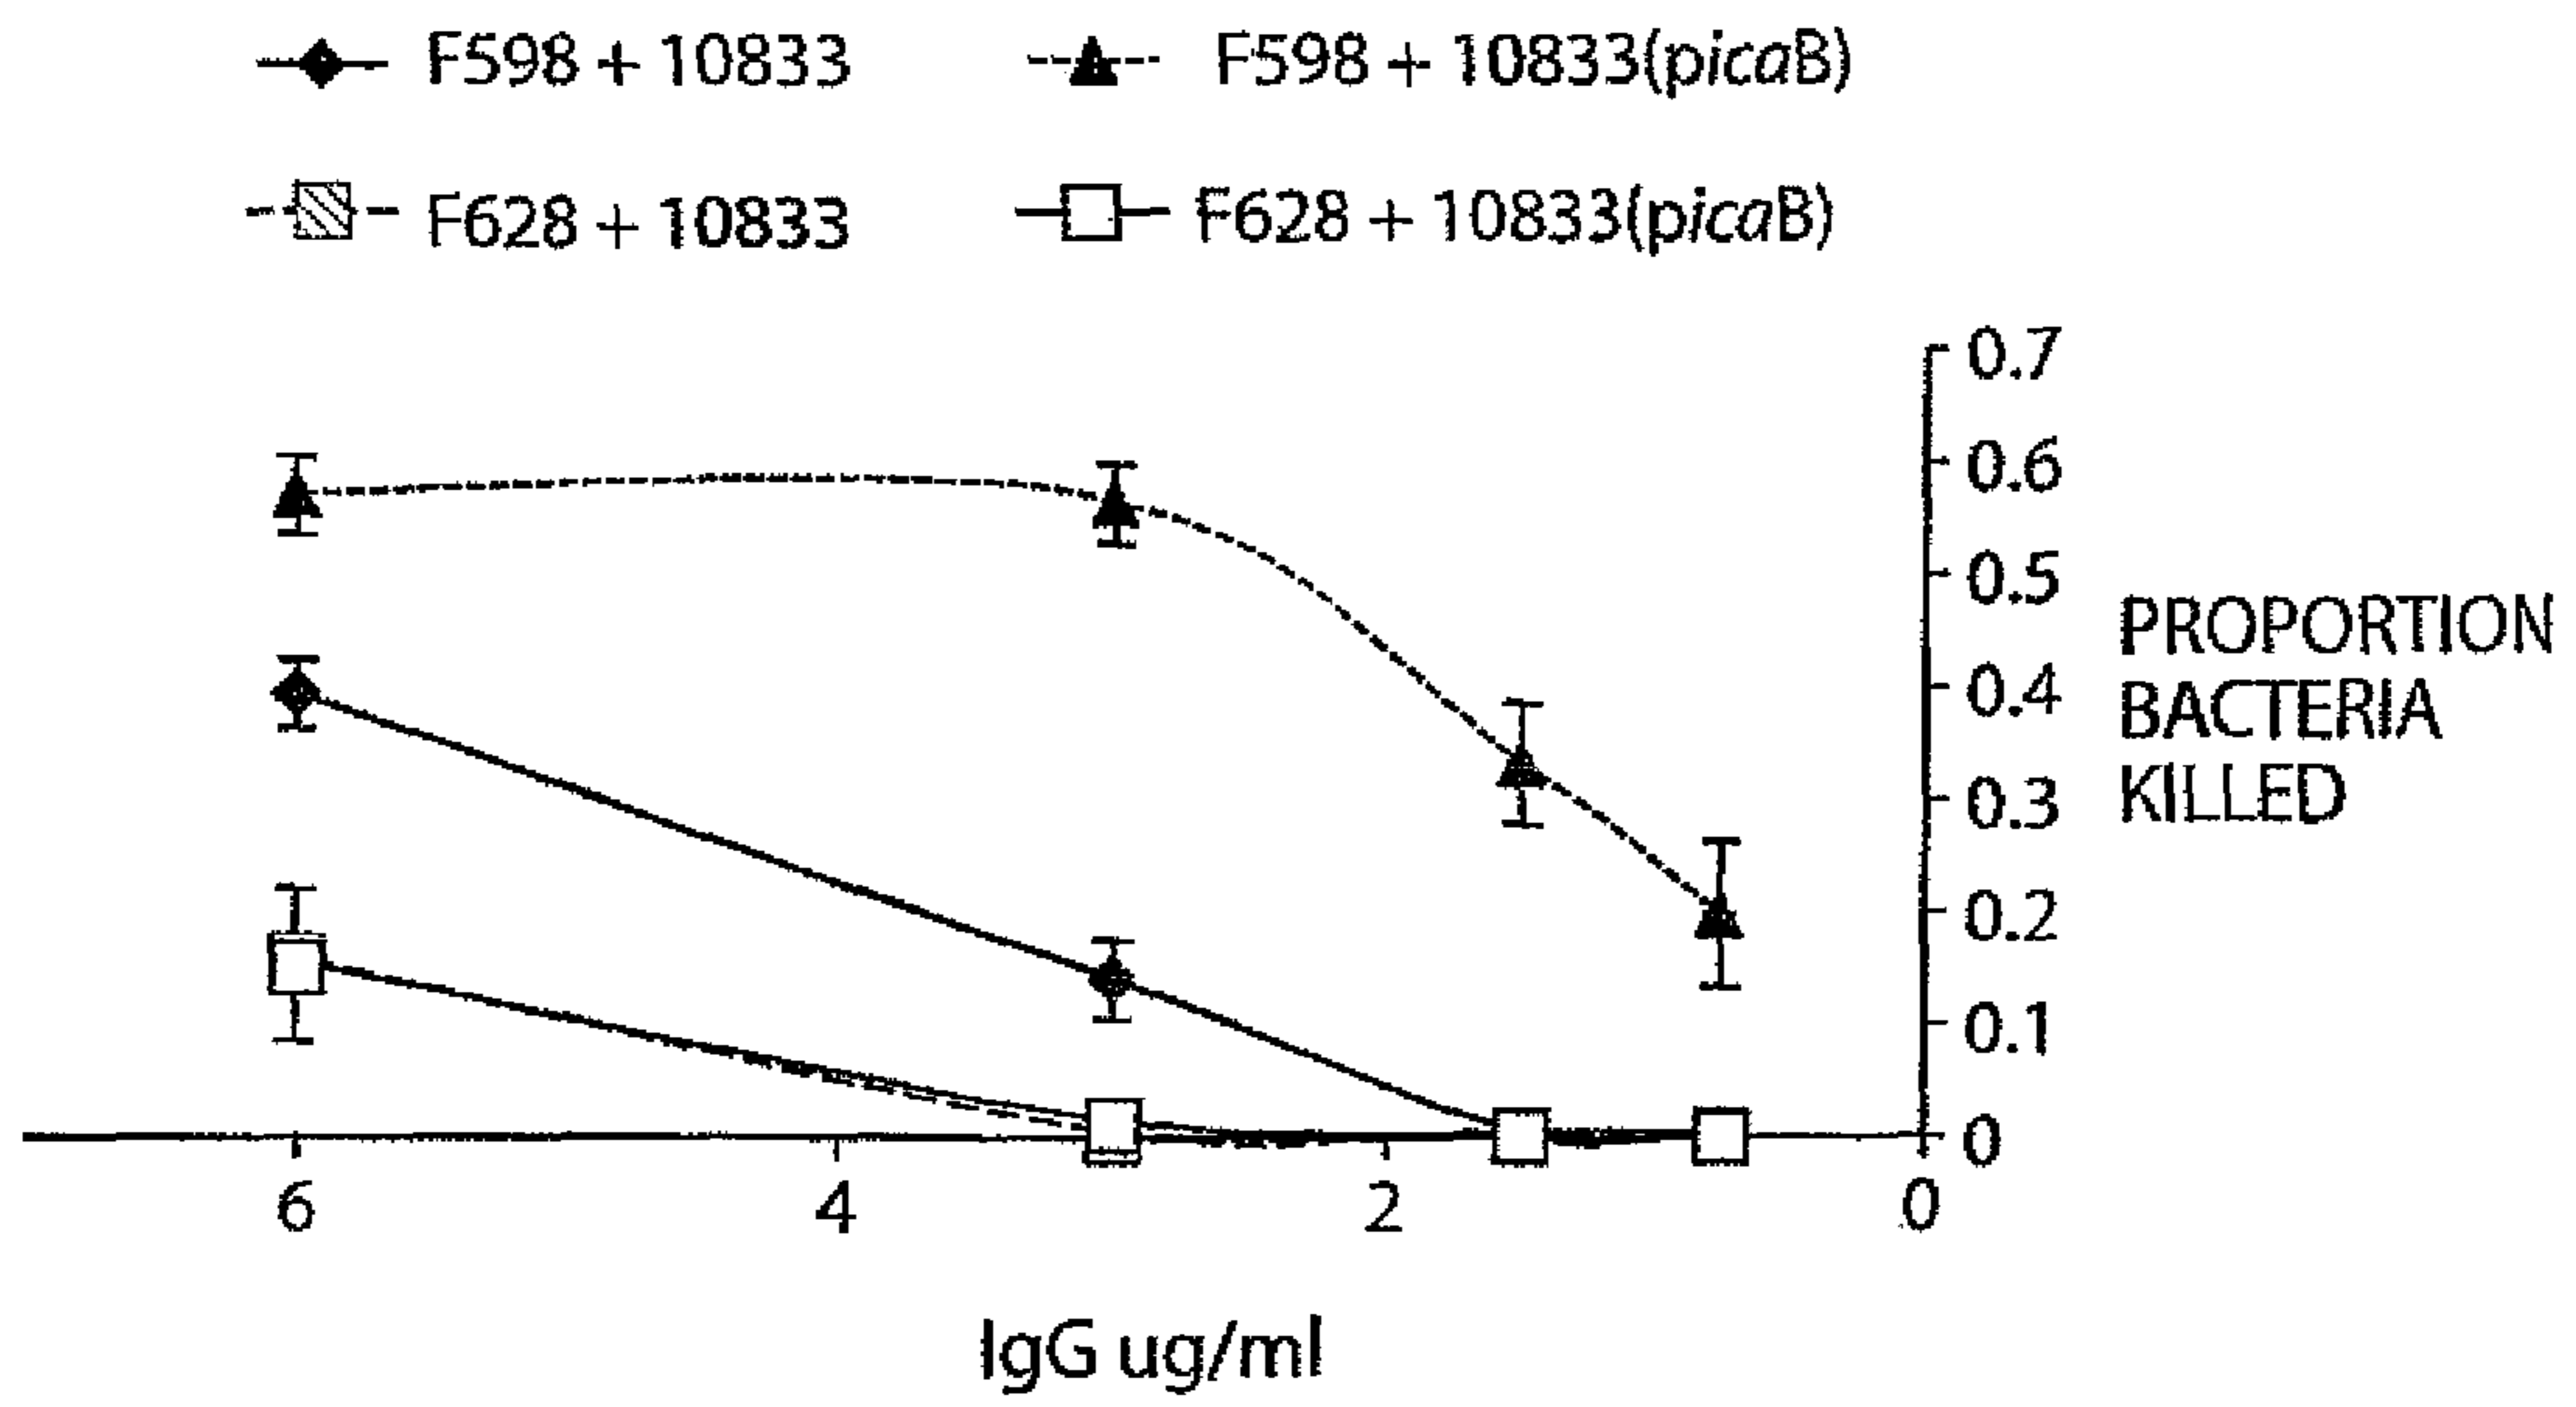 F598 + 10833
F598 + 10833(picaB)
F628 + 10833
F628 + 10833(picaB)
0.7
0.6
0.5
0.4
0.3
0.2
0.1
0
PROPORTION
BACTERIA
KILLED
6 4 2 0
IgG ug/ml